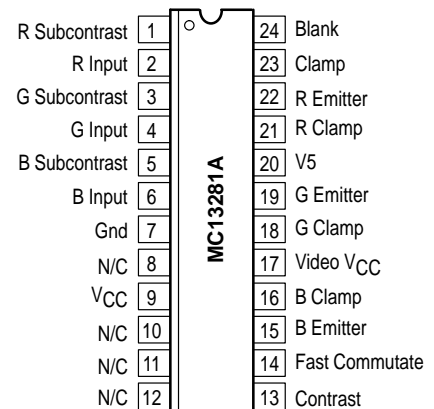 R Subcontrast 1 24 Blank
R Input 2 23 Clamp
G Subcontrast 3 22 R Emitter
G Input 4 21 R Clamp
B Subcontrast 5 20 V5
B Input 6 19 G Emitter
Gnd 7 18 G Clamp
N/C 8 17 Video VCC
VCC 9 16 B Clamp
N/C 10 15 B Emitter
N/C 11 14 Fast Commutate
N/C 12 13 Contrast
MC13281A